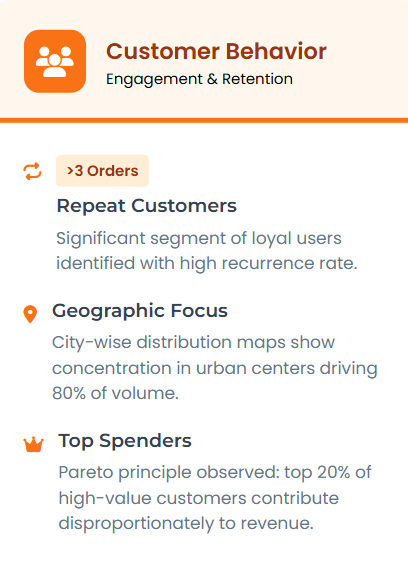 Customer Behavior
Engagement & Retention
>3 Orders
Repeat Customers
Significant segment of loyal users
identified with high recurrence rate.
Geographic Focus
City-wise distribution maps show
concentration in urban centers driving
80% of volume.
Top Spenders
Pareto principle observed: top 20% of
high-value customers contribute
disproportionately to revenue.